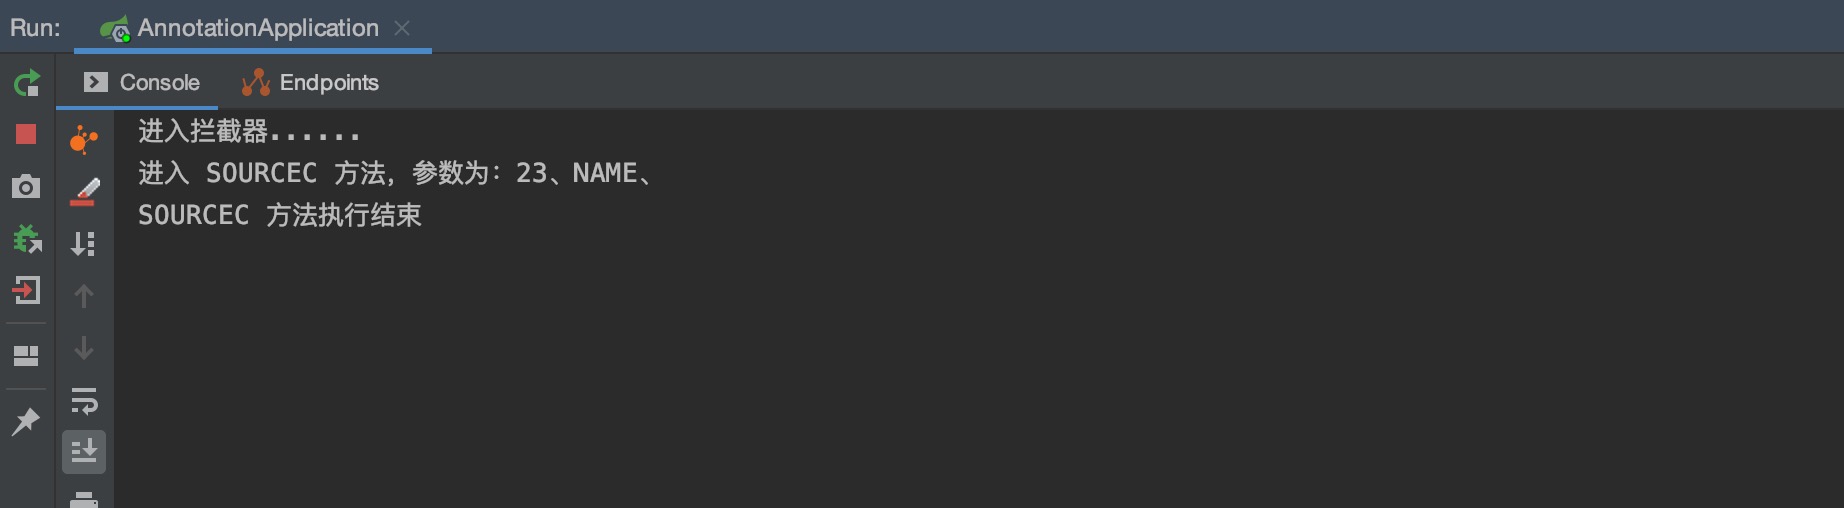 Run: AnnotationApplication
Console Endpoints
进入拦截器......
进入 SOURCEC 方法，参数为：23、NAME、
SOURCEC 方法执行结束